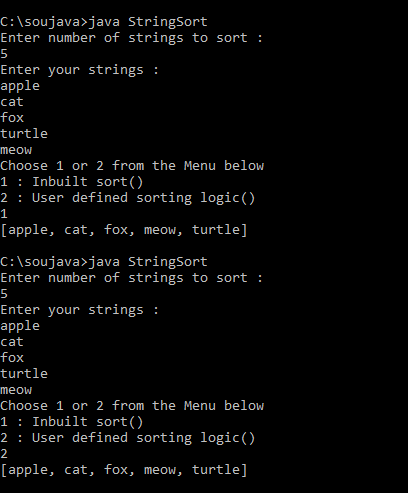 C:\soujava>java StringSort
Enter number of strings to sort :
5
Enter your strings :
apple
cat
fox
turtle
meow
Choose 1 or 2 from the Menu below
1 : Inbuilt sort()
2 : User defined sorting logic()
1
[apple, cat, fox, meow, turtle]
C:\soujava>java StringSort
Enter number of strings to sort :
5
Enter your strings :
apple
cat
fox
turtle
meow
Choose 1 or 2 from the Menu below
1 : Inbuilt sort()
2 : User defined sorting logic()
2
[apple, cat, fox, meow, turtle]